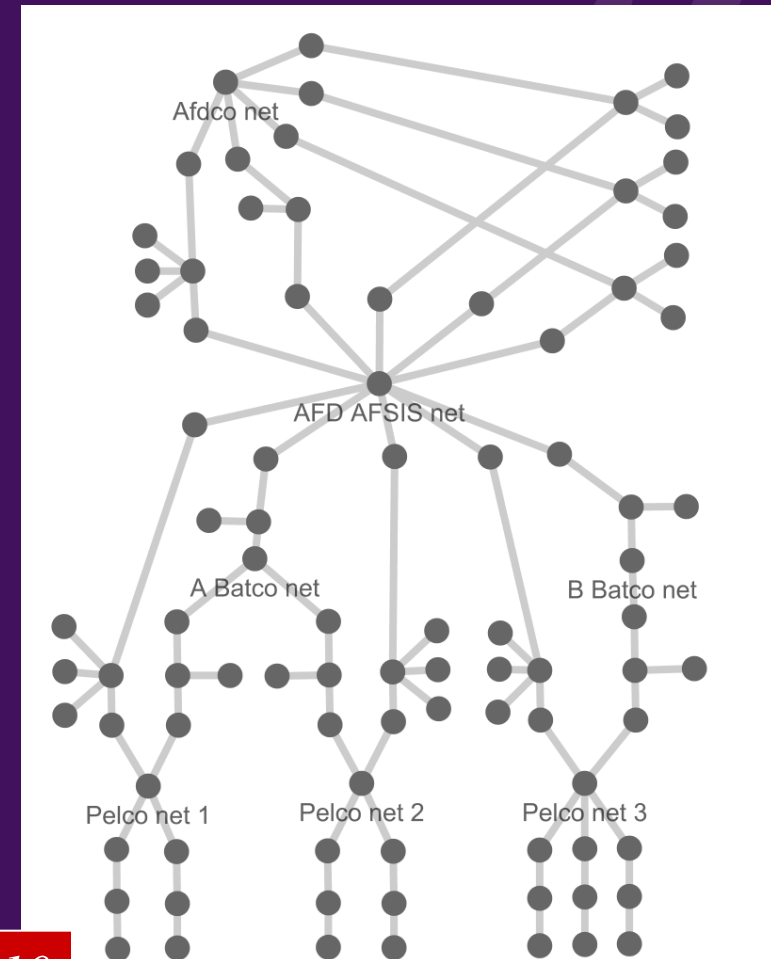 Afdco net
AFD AFSIS net
A Batco net
B Batco net
Pelco net 1
Pelco net 2
Pelco net 3